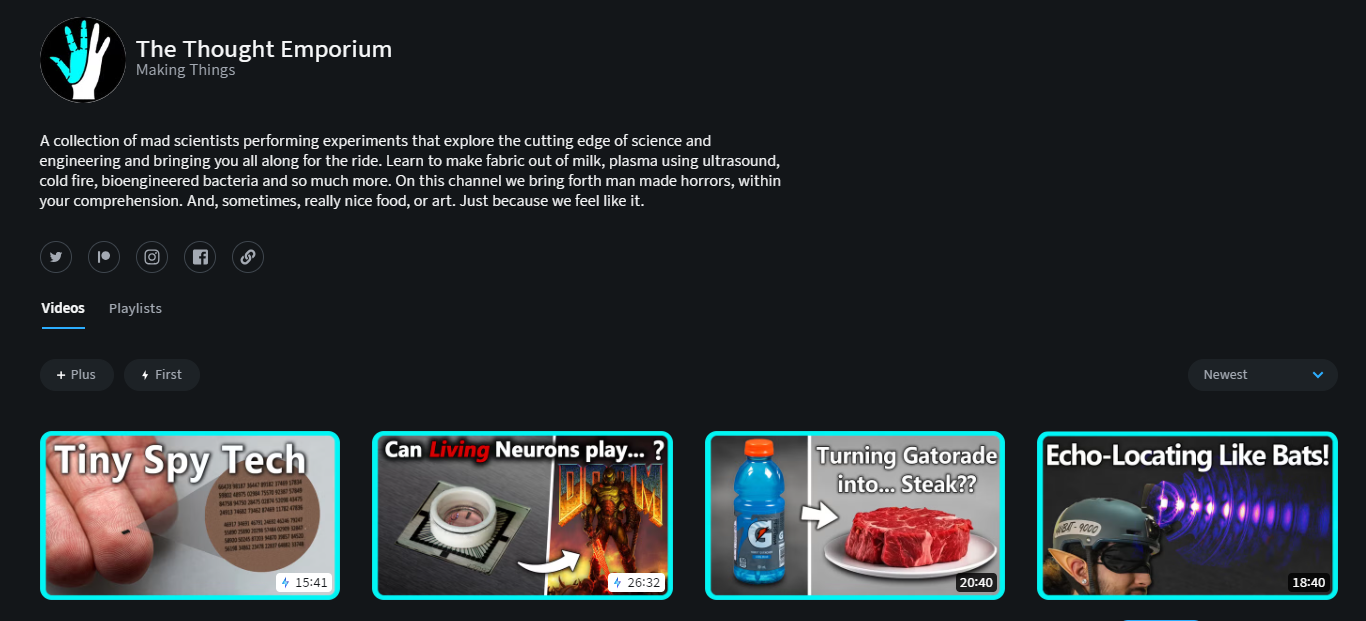 The Thought Emporium
Making Things
A collection of mad scientists performing experiments that explore the cutting edge of science and
engineering and bringing you all along for the ride. Learn to make fabric out of milk, plasma using ultrasound,
cold fire, bioengineered bacteria and so much more. On this channel we bring forth man made horrors, within
your comprehension. And, sometimes, really nice food, or art. Just because we feel like it.
Videos
Playlists
+ Plus
First
Newest
Tiny Spy Tech
15:41
Can Living Neurons play... ?
DOOM
26:32
Turning Gatorade
into... Steak??
G
20:40
Echo-Locating Like Bats!
18:40